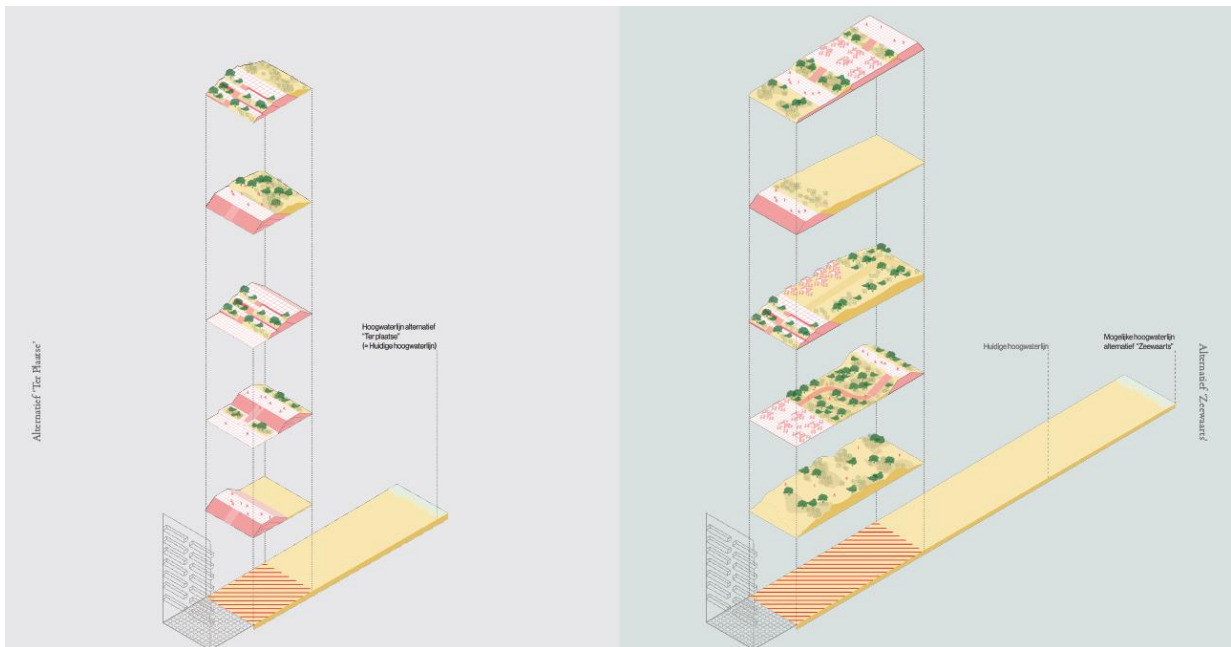 Alternatief ‘Ter Plaatse’
Hoogwaterlijn alternatief
“Ter plaatse”
(= Huidige hoogwaterlijn)
Huidige hoogwaterlijn
Mogelijke hoogwaterlijn
alternatief “Zeewaarts”
Alternatief ‘Zeewaarts’